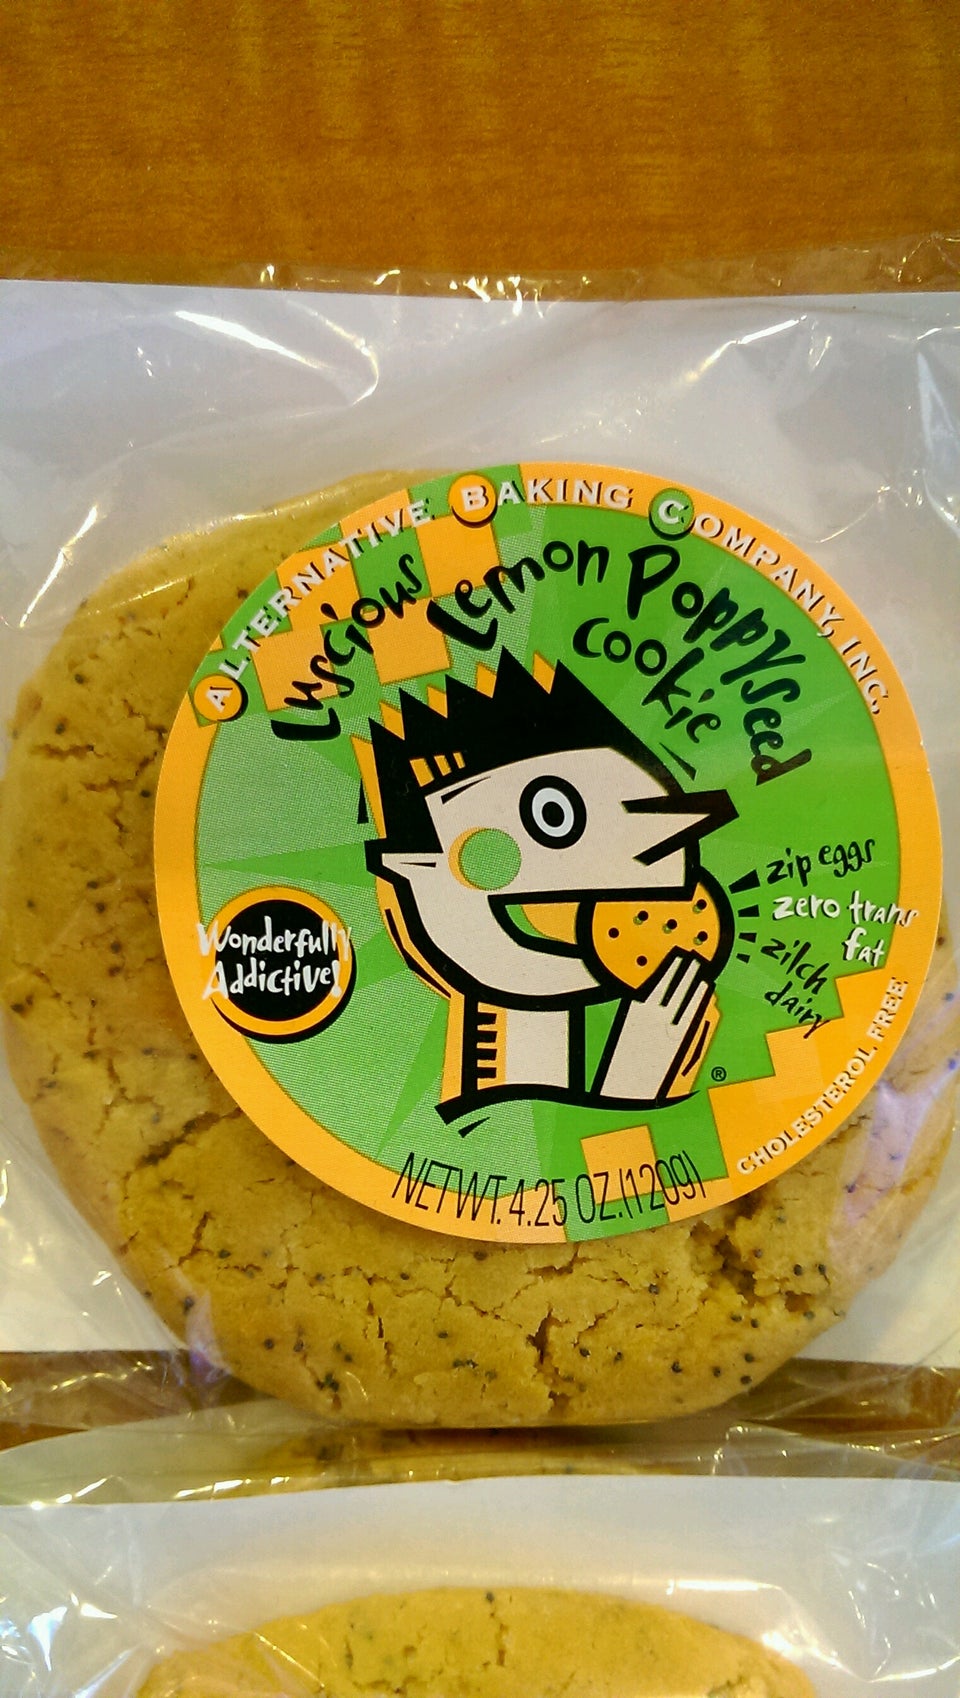 ALTERNATIVE BAKING COMPANY, INC.
Luscious Lemon Poppyseed
cookie
zip eggs
zero trans
fat
zilch
dairy
Wonderfully
Addictive!
®
CHOLESTEROL FREE
NET WT. 4.25 OZ. (120g)